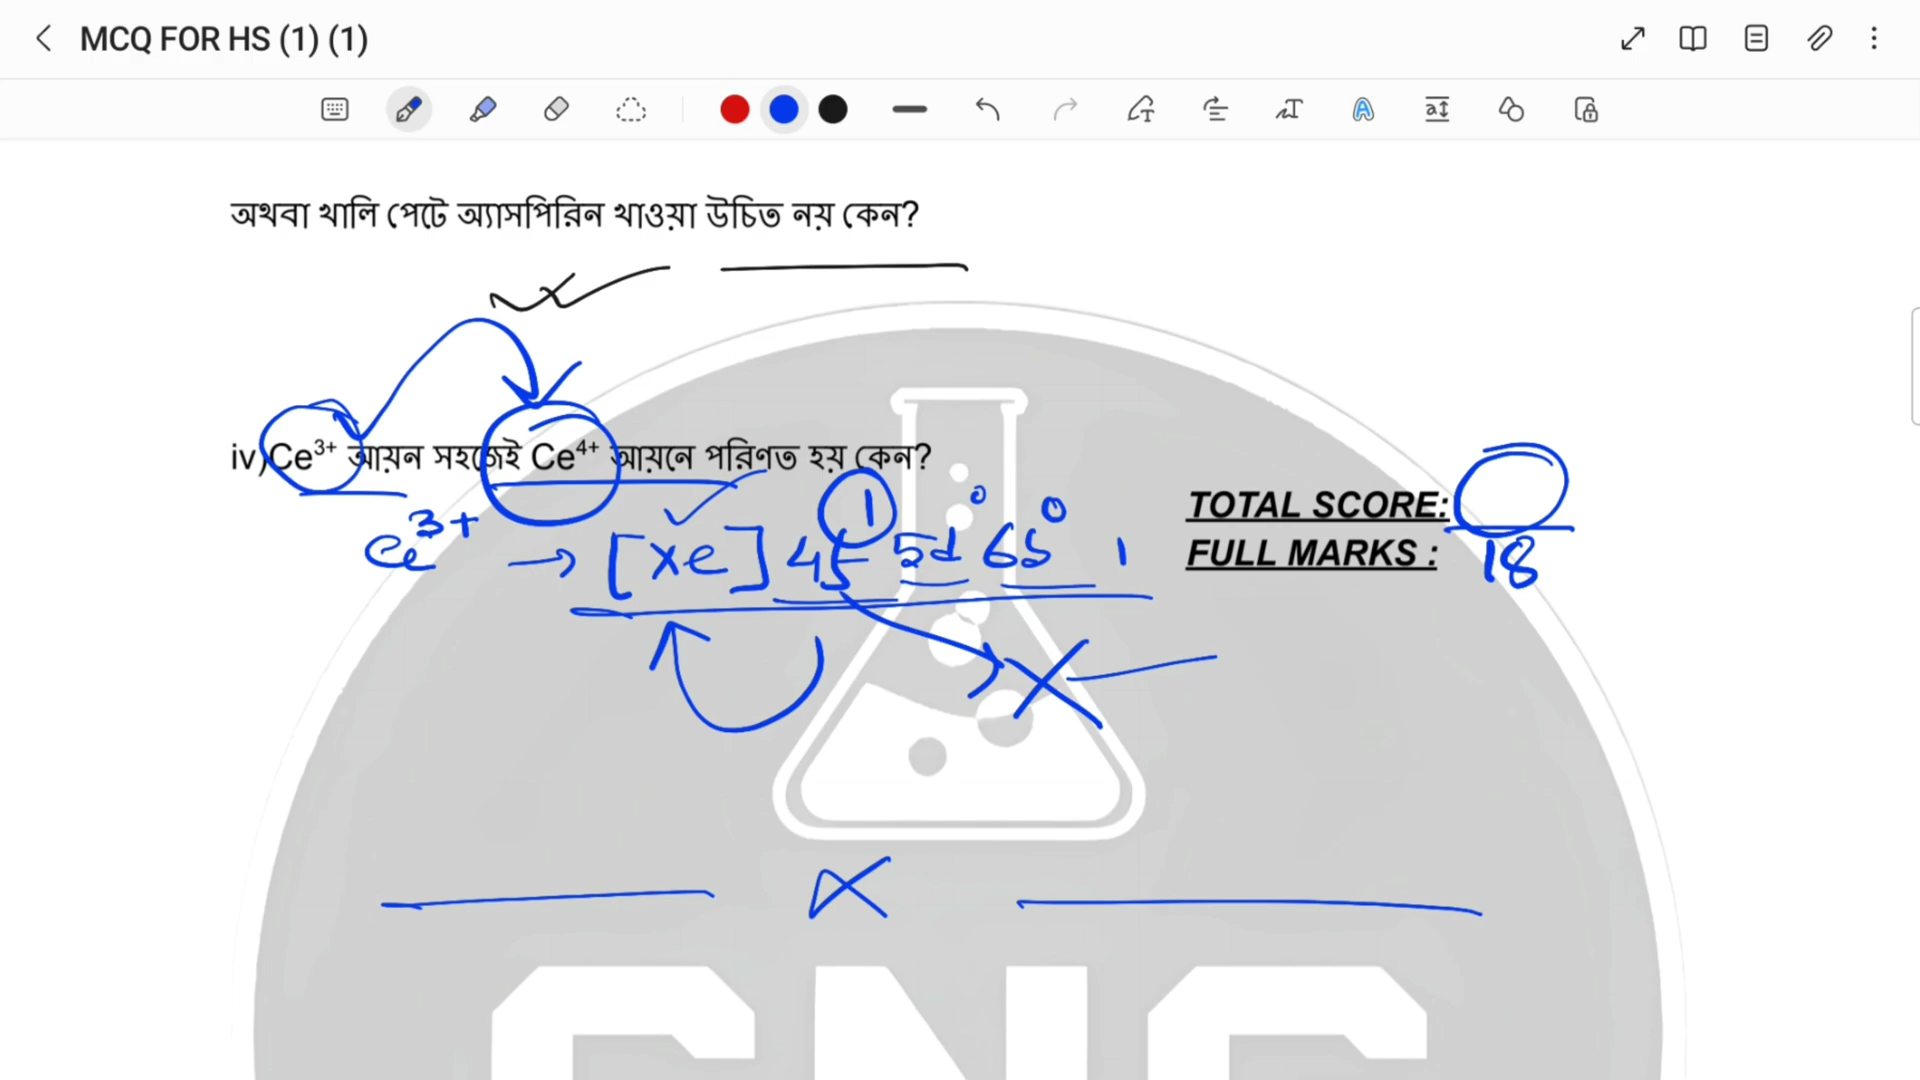 MCQ FOR HS (1) (1)
অথবা খালি পেটে অ্যাসপিরিন খাওয়া উচিত নয় কেন?
iv)Ce³⁺ আয়ন সহজেই Ce⁴⁺ আয়নে পরিণত হয় কেন?
TOTAL SCORE:
FULL MARKS : 18
Ce³⁺ → [Xe] 4f¹ 5d⁰ 6s⁰
CNC